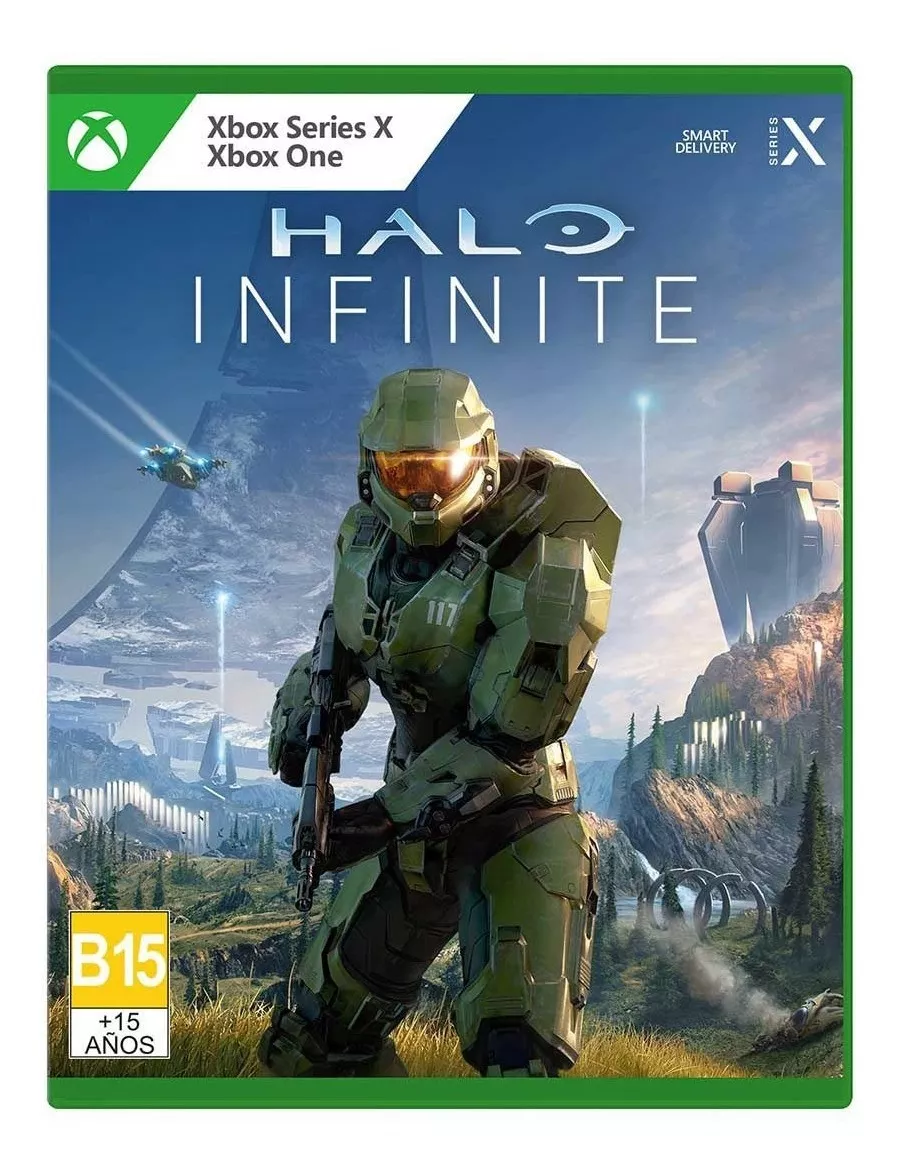 Xbox Series X
Xbox One
SMART
DELIVERY
SERIES X
HALO
INFINITE
117
B15
+15
AÑOS